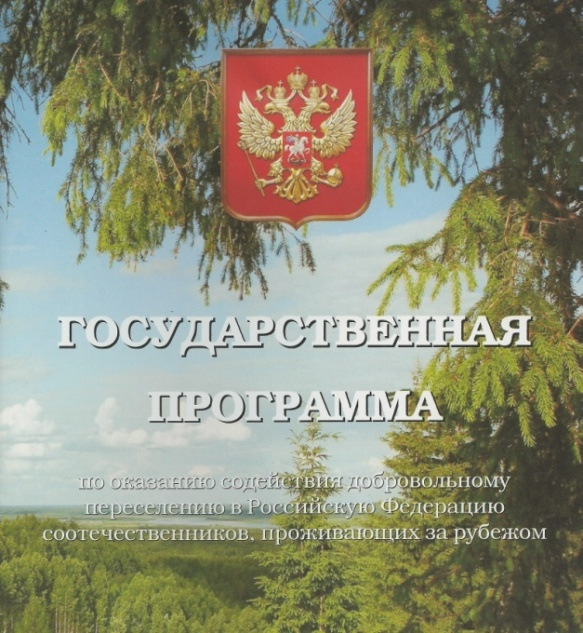 ГОСУДАРСТВЕННАЯ
ПРОГРАММА
по оказанию содействия добровольному
переселению в Российскую Федерацию
соотечественников, проживающих за рубежом